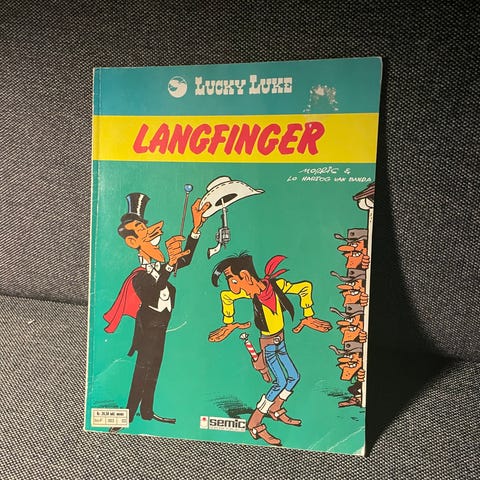 LUCKY LUKE
LANGFINGER
MORRIS &
LO HARTOG VAN BANDA
semic